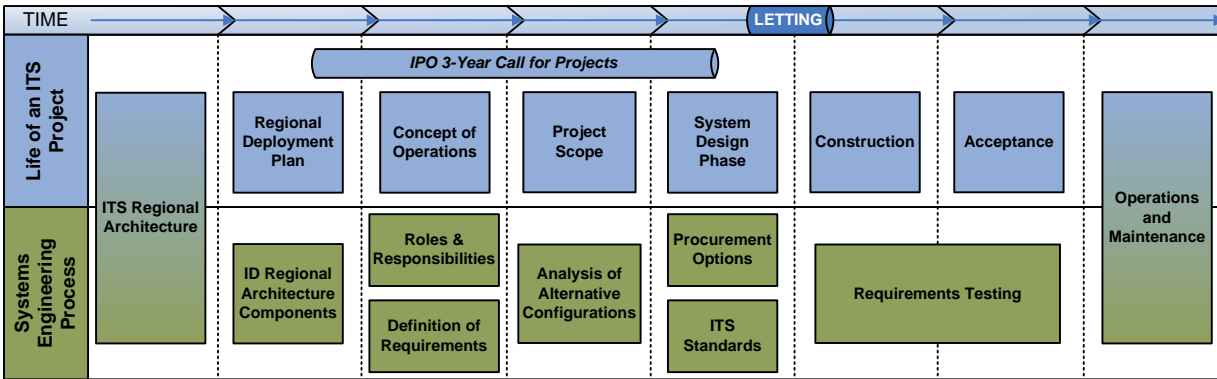 TIME
LETTING
IPO 3-Year Call for Projects
Life of an ITS
Project
ITS Regional
Architecture
Regional
Deployment
Plan
Concept of
Operations
Project
Scope
System
Design
Phase
Construction
Acceptance
Operations
and
Maintenance
Systems
Engineering
Process
ID Regional
Architecture
Components
Roles &
Responsibilities
Definition of
Requirements
Analysis of
Alternative
Configurations
Procurement
Options
ITS
Standards
Requirements Testing